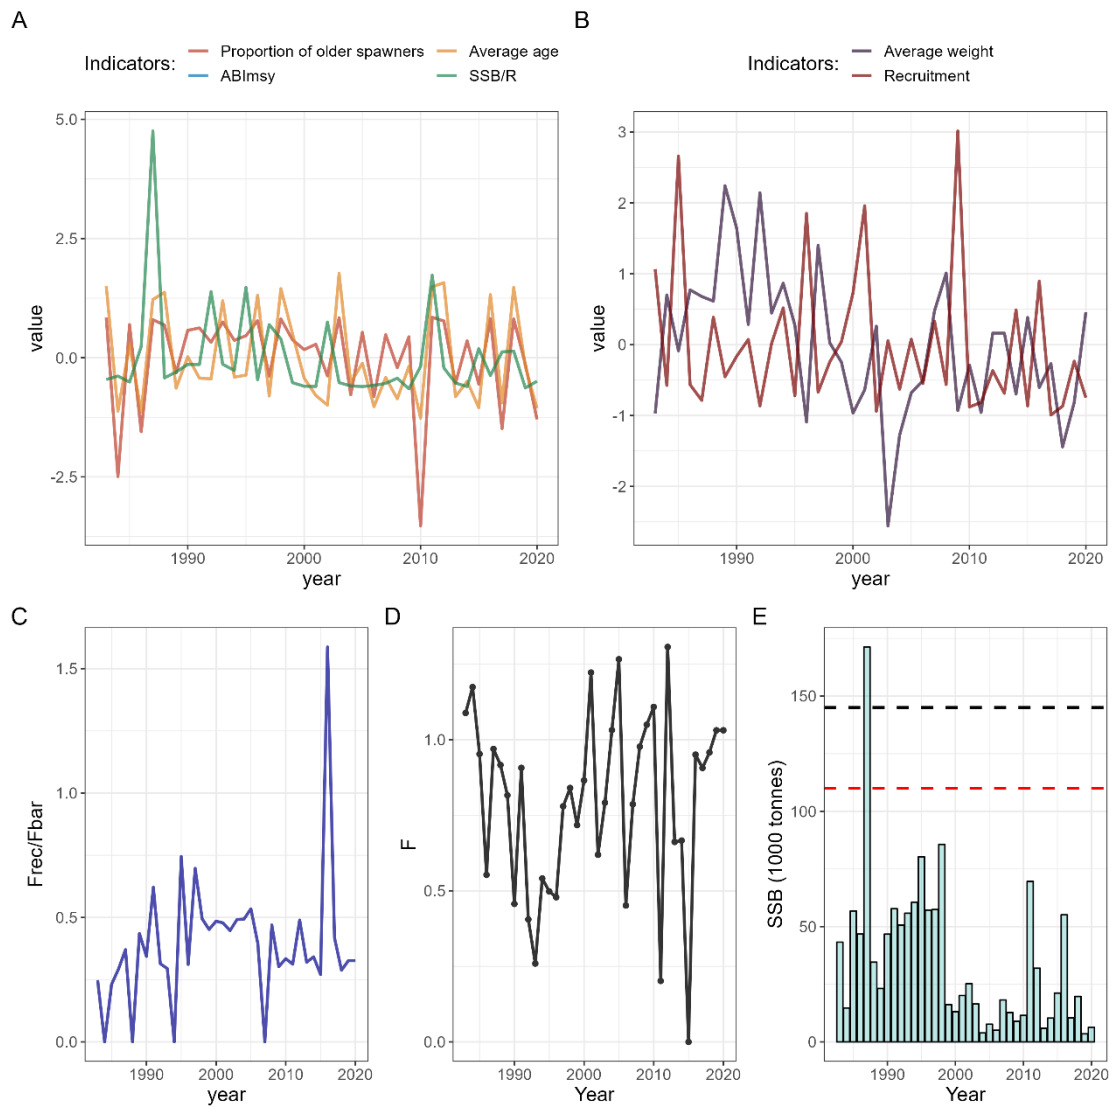 A
Indicators:
Proportion of older spawners
Average age
ABImsy
SSB/R
value
5.0
2.5
0.0
-2.5
1990
2000
2010
2020
year
B
Indicators:
Average weight
Recruitment
value
3
2
1
0
-1
-2
1990
2000
2010
2020
year
C
Frec/Fbar
1.5
1.0
0.5
0.0
1990
2000
2010
2020
year
D
F
1.0
0.5
0.0
1990
2000
2010
2020
Year
E
SSB (1000 tonnes)
150
100
50
0
1990
2000
2010
2020
Year